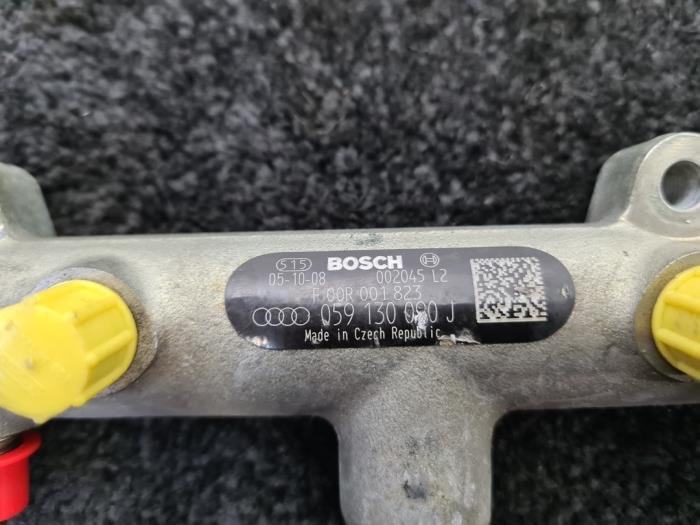 515 BOSCH
05-10-08 002045 L2
F 00R 001 823
059 130 090 J
Made in Czech Republic